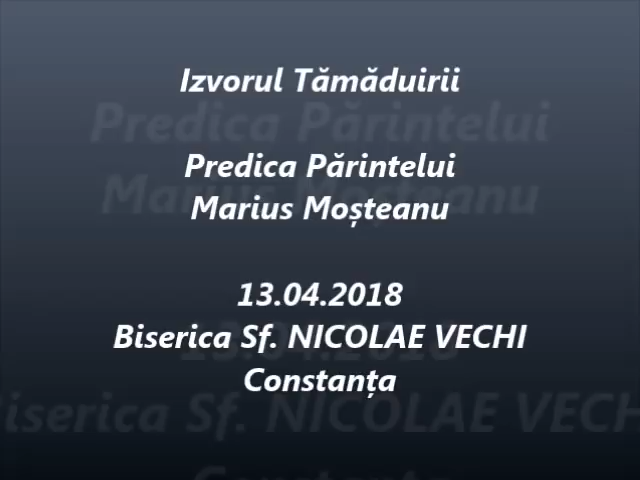 Izvorul Tămăduirii
Predica Părintelui
Marius Moșteanu
13.04.2018
Biserica Sf. NICOLAE VECHI
Constanța